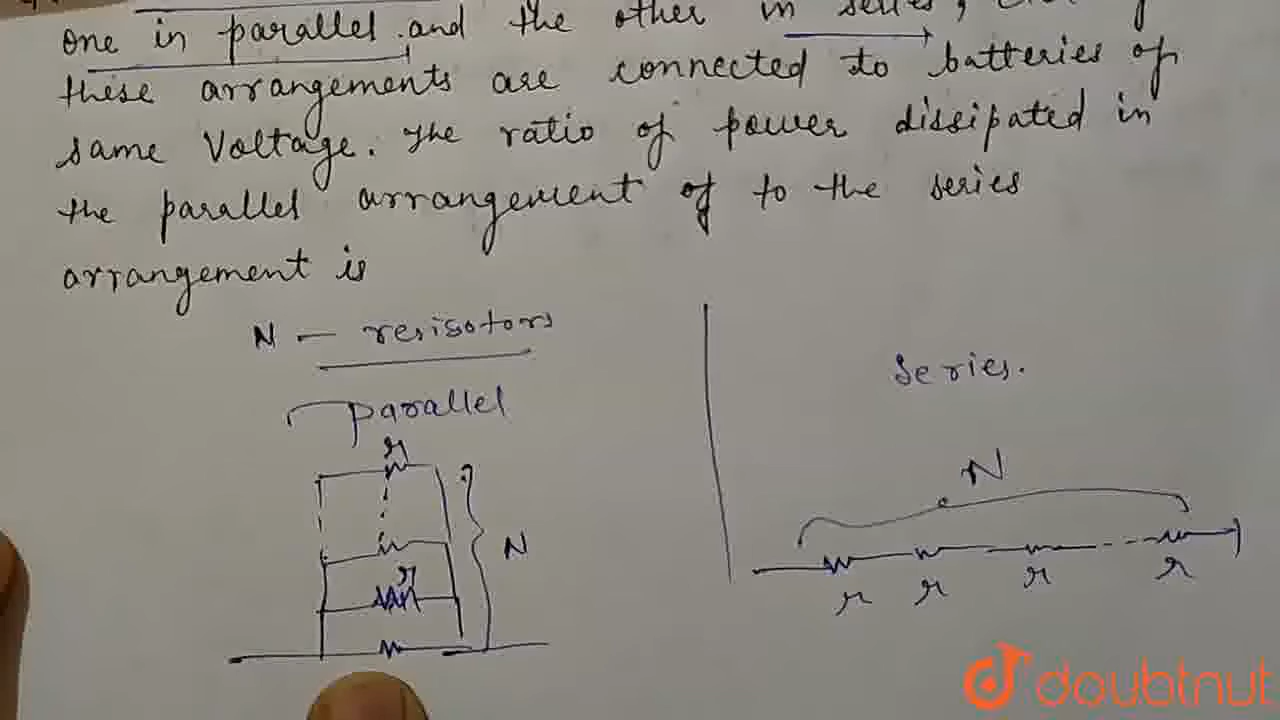 one in parallel and the other in series,
these arrangements are connected to batteries of
same Voltage. The ratio of power dissipated in
the parallel arrangement of to the series
arrangement is
N — resisotors
parallel
Series.
r
N
r
N
r r r r
doubtnut